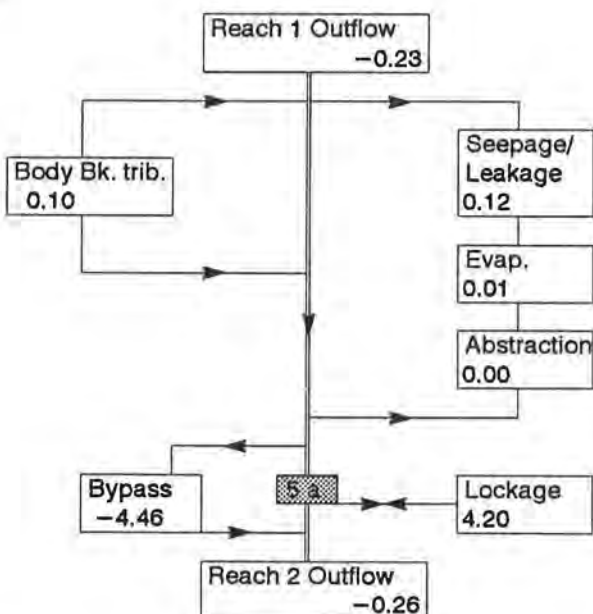 Reach 1 Outflow
−0.23
Body Bk. trib.
0.10
Seepage/
Leakage
0.12
Evap.
0.01
Abstraction
0.00
Bypass
−4.46
5 a
Lockage
4.20
Reach 2 Outflow
−0.26